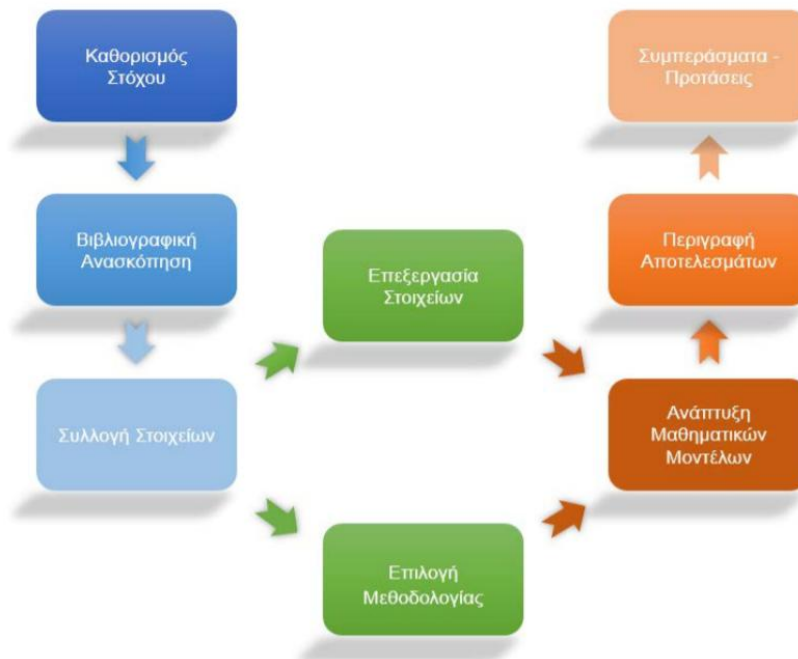 Καθορισμός
Στόχου
Βιβλιογραφική
Ανασκόπηση
Συλλογή Στοιχείων
Επεξεργασία
Στοιχείων
Επιλογή
Μεθοδολογίας
Ανάπτυξη
Μαθηματικών
Μοντέλων
Περιγραφή
Αποτελεσμάτων
Συμπεράσματα -
Προτάσεις